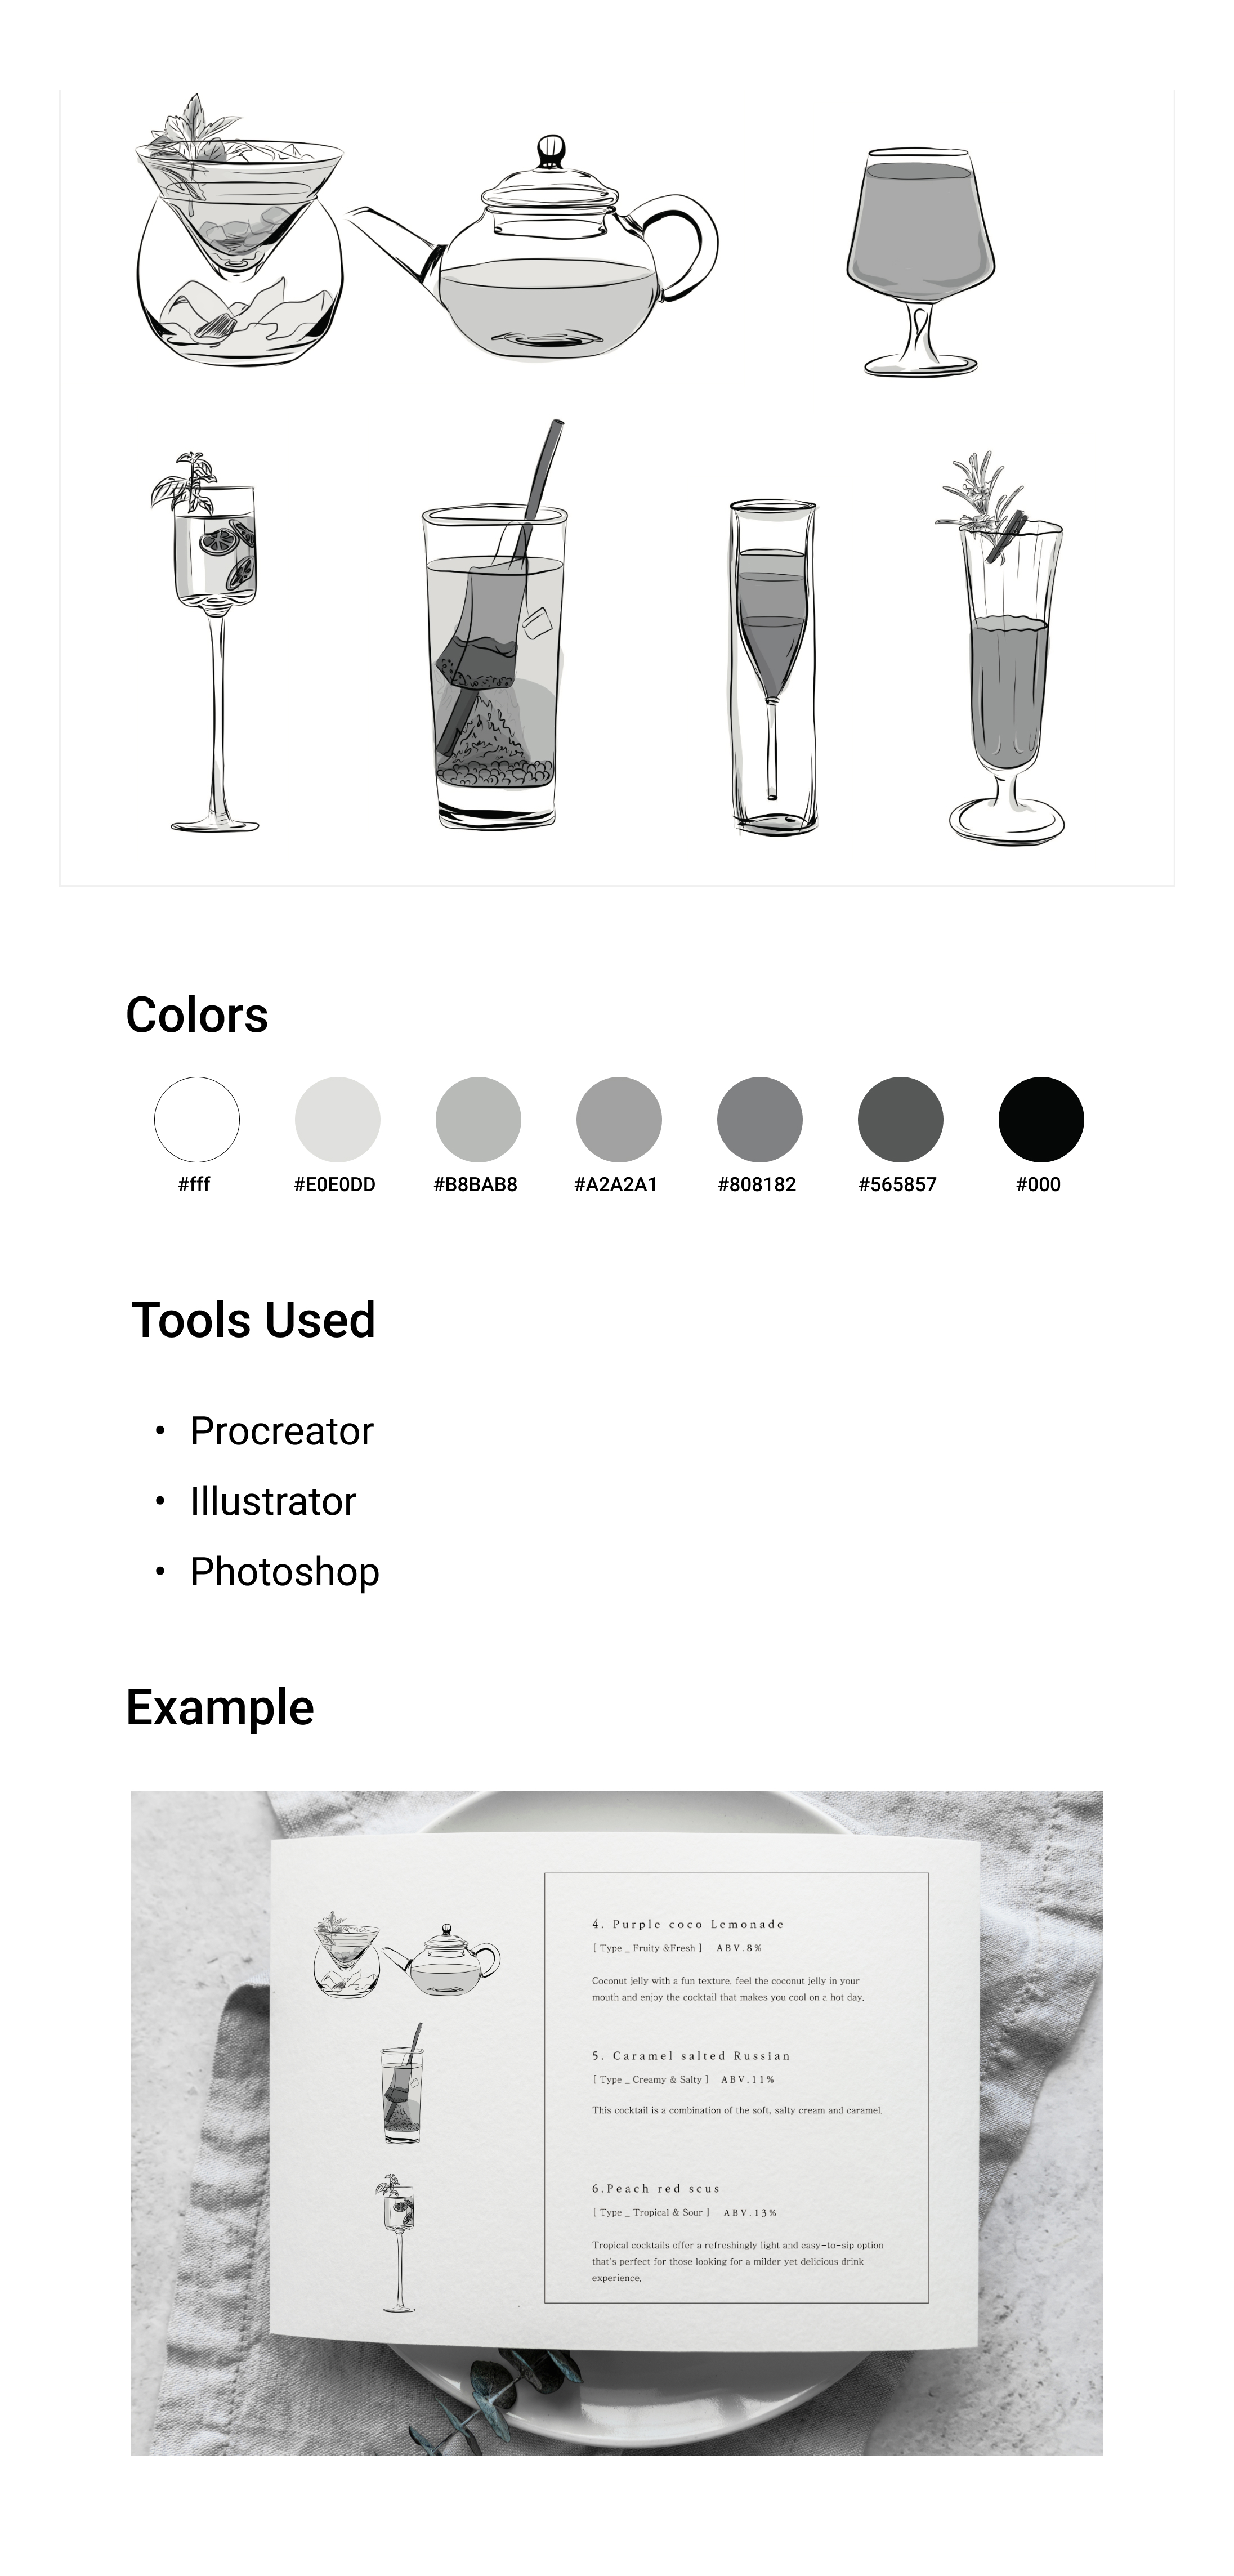 Colors
#fff #E0E0DD #B8BAB8 #A2A2A1 #808182 #565857 #000
Tools Used
• Procreator
• Illustrator
• Photoshop
Example
4. Purple coco Lemonade
[ Type _ Fruity &Fresh ] ABV.8%
Coconut jelly with a fun texture. feel the coconut jelly in your
mouth and enjoy the cocktail that makes you cool on a hot day.
5. Caramel salted Russian
[ Type _ Creamy & Salty ] ABV.11%
This cocktail is a combination of the soft, salty cream and caramel.
6.Peach red scus
[ Type _ Tropical & Sour ] ABV.13%
Tropical cocktails offer a refreshingly light and easy-to-sip option
that's perfect for those looking for a milder yet delicious drink
experience.